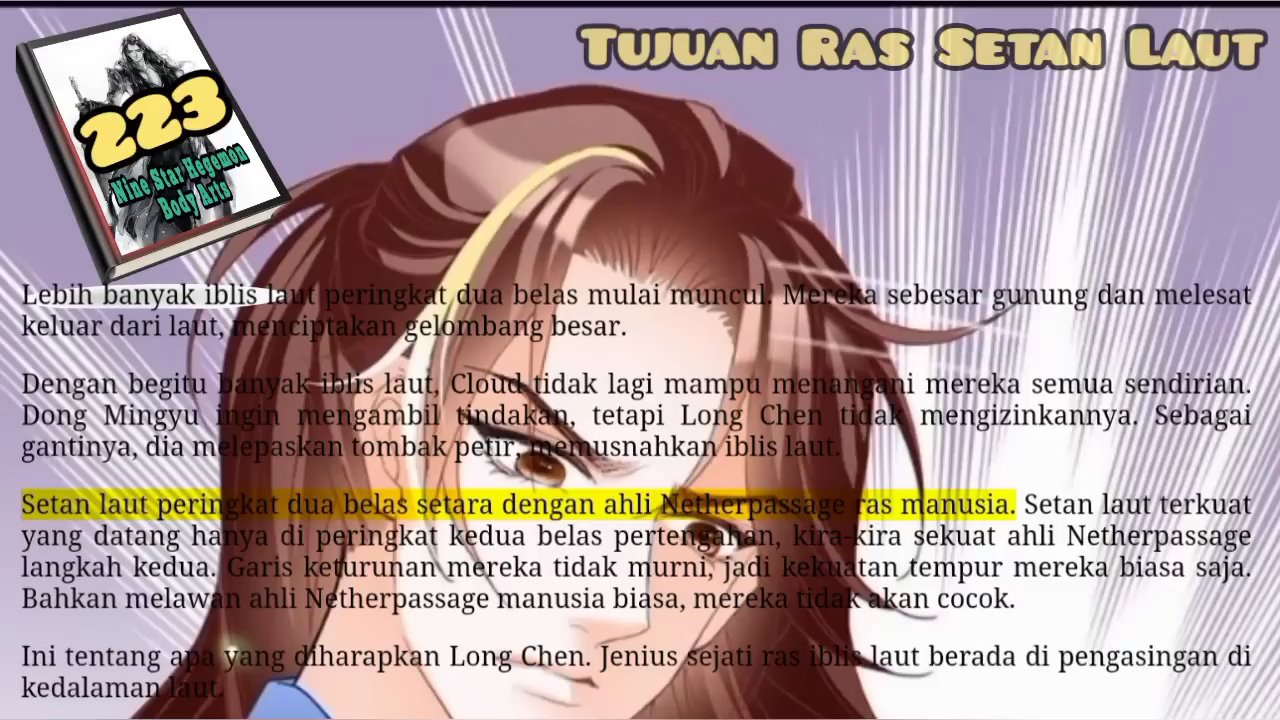 Tujuan Ras Setan Laut
223
Nine Star Hegemon
Body Arts
Lebih banyak iblis laut peringkat dua belas mulai muncul. Mereka sebesar gunung dan melesat
keluar dari laut, menciptakan gelombang besar.
Dengan begitu banyak iblis laut, Cloud tidak lagi mampu menangani mereka semua sendirian.
Dong Mingyu ingin mengambil tindakan, tetapi Long Chen tidak mengizinkannya. Sebagai
gantinya, dia melepaskan tombak petir, memusnahkan iblis laut.
Setan laut peringkat dua belas setara dengan ahli Netherpassage ras manusia. Setan laut terkuat
yang datang hanya di peringkat kedua belas pertengahan, kira-kira sekuat ahli Netherpassage
langkah kedua. Garis keturunan mereka tidak murni, jadi kekuatan tempur mereka biasa saja.
Bahkan melawan ahli Netherpassage manusia biasa, mereka tidak akan cocok.
Ini tentang apa yang diharapkan Long Chen. Jenius sejati ras iblis laut berada di pengasingan di
kedalaman laut.